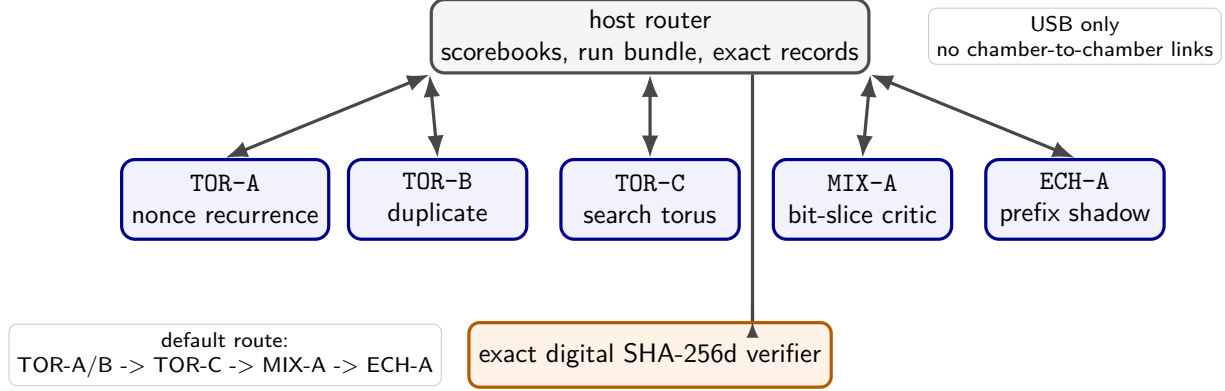 host router
scorebooks, run bundle, exact records
USB only
no chamber-to-chamber links
TOR-A
nonce recurrence
TOR-B
duplicate
TOR-C
search torus
MIX-A
bit-slice critic
ECH-A
prefix shadow
default route:
TOR-A/B -> TOR-C -> MIX-A -> ECH-A
exact digital SHA-256d verifier